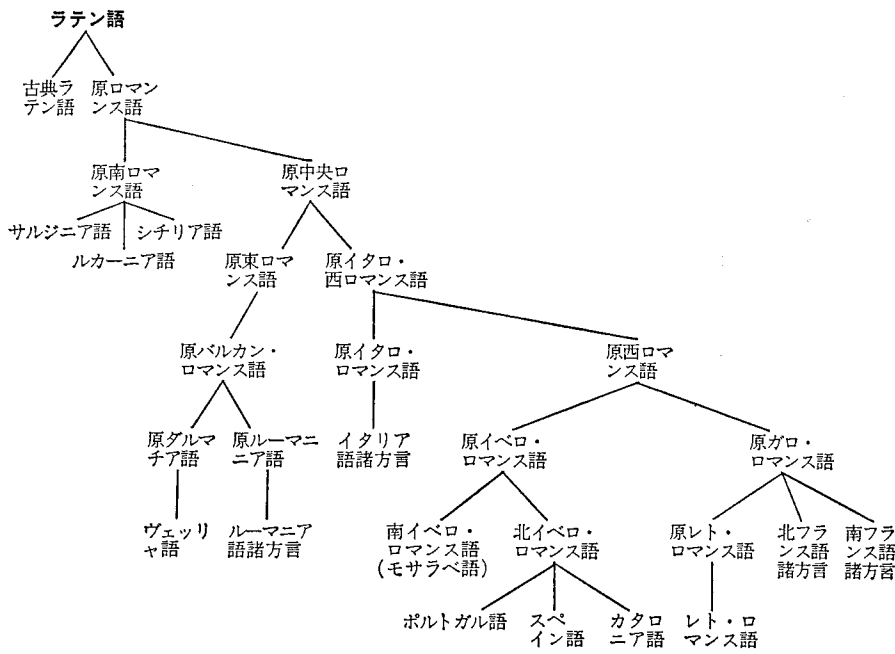 ラテン語
古典ラ
テン語
原ロマン
ンス語
原南ロマ
ンス語
原中央ロ
マンス語
サルジニア語
シチリア語
ルカーニア語
原東ロマ
ンス語
原イタロ・
西ロマンス語
原バルカン・
ロマンス語
原イタロ・
ロマンス語
原西ロマ
ンス語
原ダルマ
チア語
原ルーマニ
ニア語
イタリア
語諸方言
原イベロ・
ロマンス語
原ガロ・
ロマンス語
ヴェッリ
ャ語
ルーマニア
語諸方言
南イベロ・
ロマンス語
(モサラベ語)
北イベロ・
ロマンス語
原レト・
ロマンス語
北フラ
ンス語
諸方言
南フラ
ンス語
諸方言
ポルトガル語
スペ
イン語
カタロ
ニア語
レト・ロ
マンス語